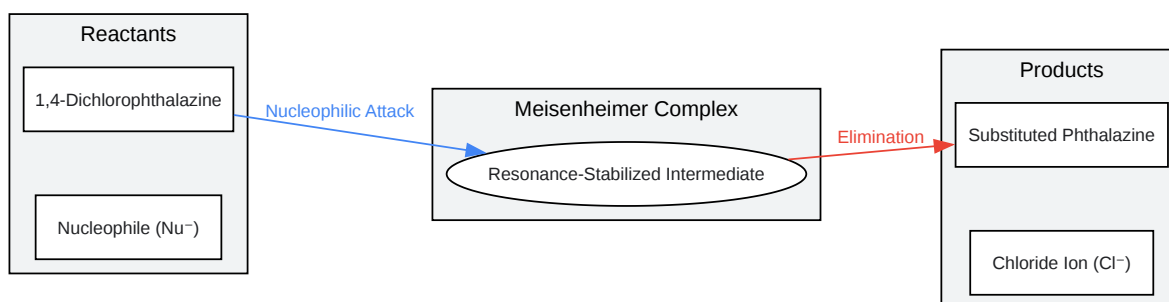 Reactants
1,4-Dichlorophthalazine
Nucleophile (Nu⁻)
Nucleophilic Attack
Meisenheimer Complex
Resonance-Stabilized Intermediate
Elimination
Products
Substituted Phthalazine
Chloride Ion (Cl⁻)